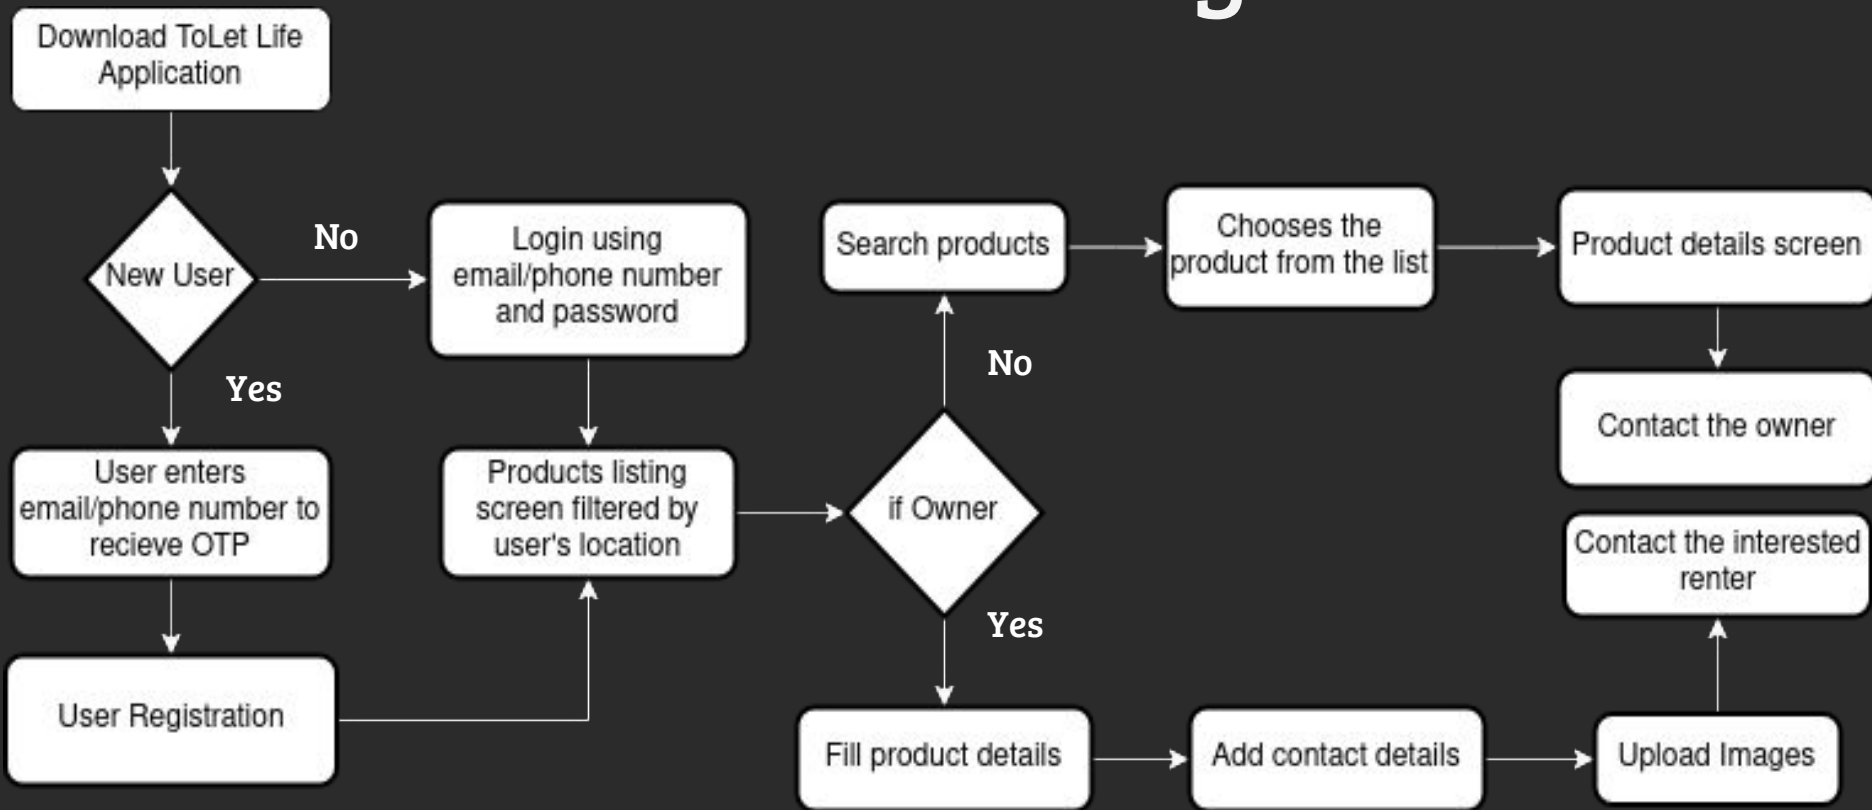 Download ToLet Life
Application
New User
No
Yes
Login using
email/phone number
and password
User enters
email/phone number to
recieve OTP
User Registration
Products listing
screen filtered by
user's location
if Owner
No
Yes
Search products
Chooses the
product from the list
Product details screen
Contact the owner
Fill product details
Add contact details
Upload Images
Contact the interested
renter